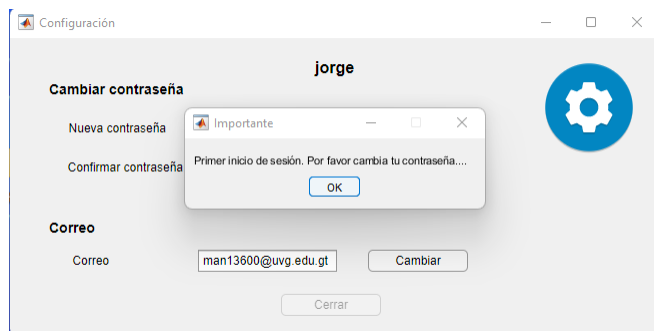 Configuración
jorge
Cambiar contraseña
Nueva contraseña
Confirmar contraseña
Importante
Primer inicio de sesión. Por favor cambia tu contraseña....
OK
Correo
Correo man13600@uvg.edu.gt Cambiar
Cerrar